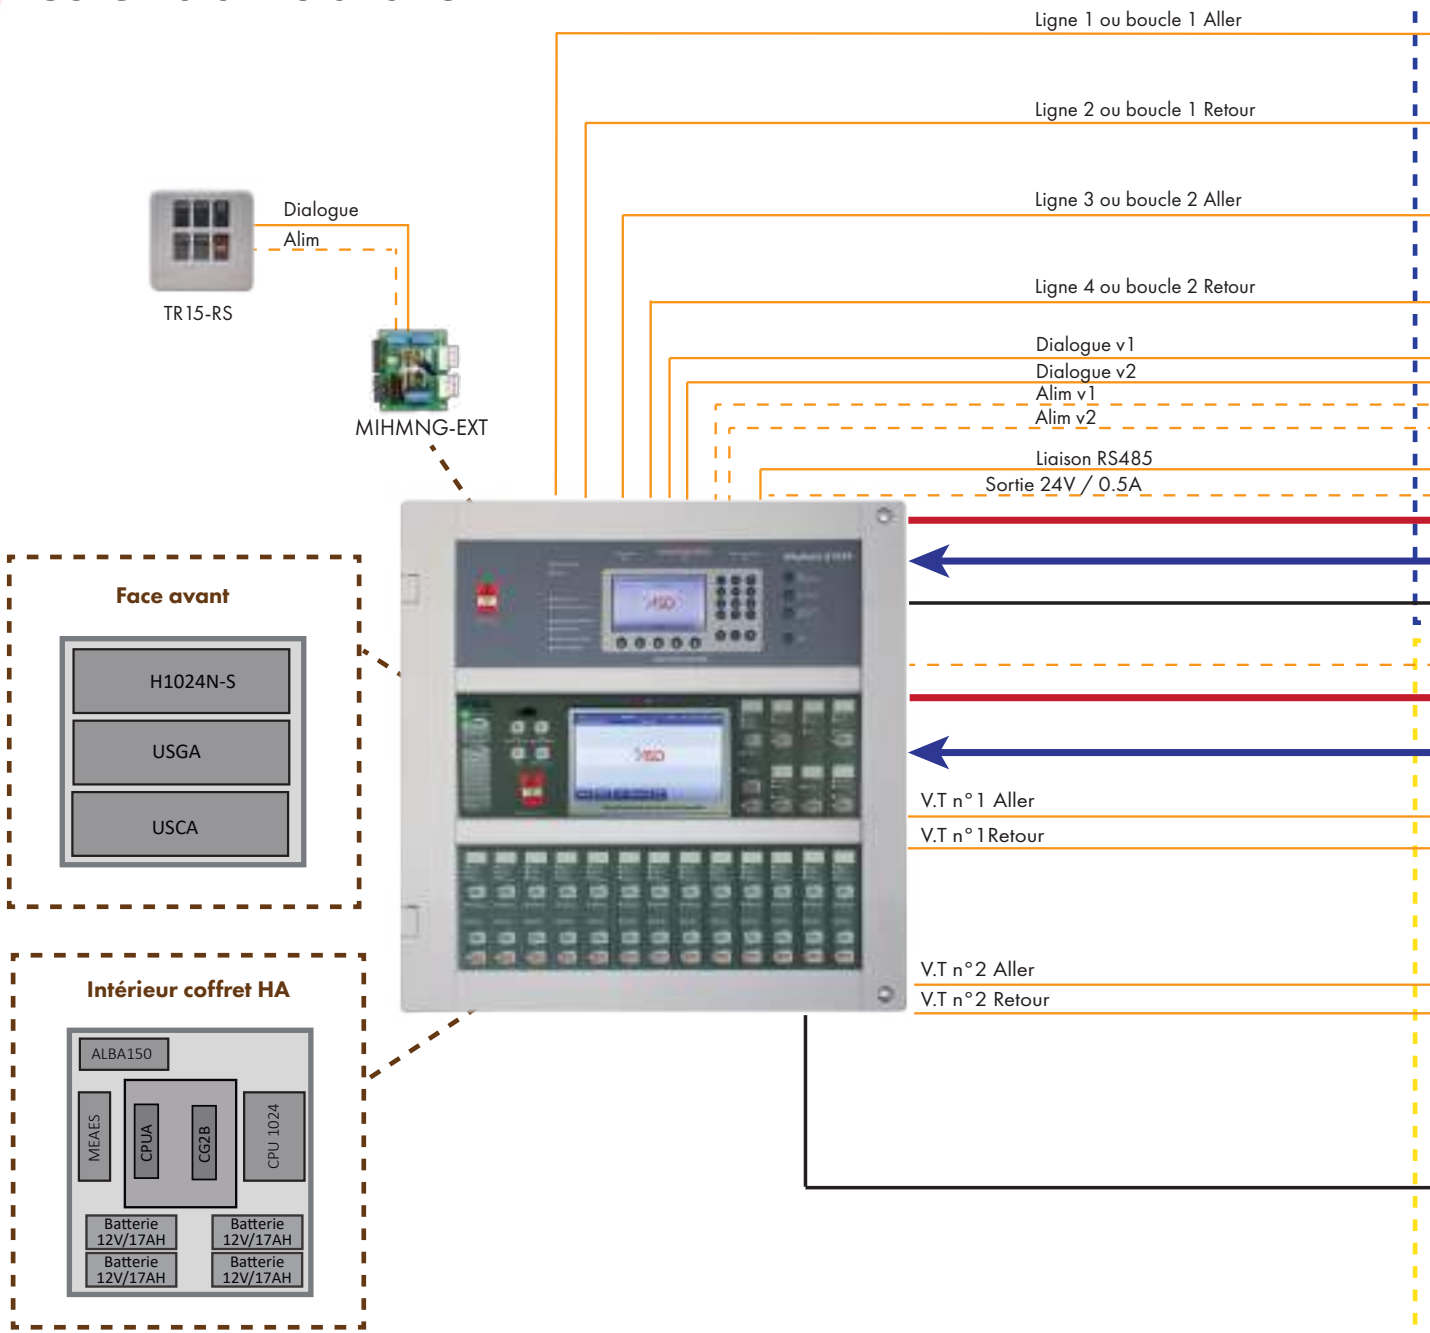 Ligne 1 ou boucle 1 Aller
Ligne 2 ou boucle 1 Retour
Ligne 3 ou boucle 2 Aller
Ligne 4 ou boucle 2 Retour
Dialogue
Alim
TR15-RS
MIHMNG-EXT
Dialogue v1
Dialogue v2
Alim v1
Alim v2
Liaison RS485
Sortie 24V / 0.5A
Face avant
H1024N-S
USGA
USCA
V.T n°1 Aller
V.T n°1Retour
V.T n°2 Aller
V.T n°2 Retour
Intérieur coffret HA
ALBA150
MEAES
CPUA
CG2B
CPU 1024
Batterie
12V/17AH
Batterie
12V/17AH
Batterie
12V/17AH
Batterie
12V/17AH